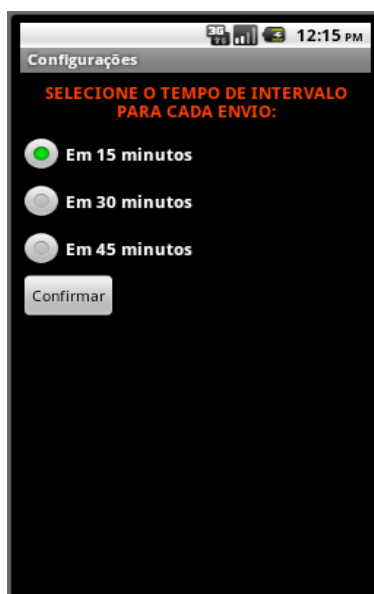 3G 12:15 PM
Configurações
SELECIONE O TEMPO DE INTERVALO
PARA CADA ENVIO:
Em 15 minutos
Em 30 minutos
Em 45 minutos
Confirmar